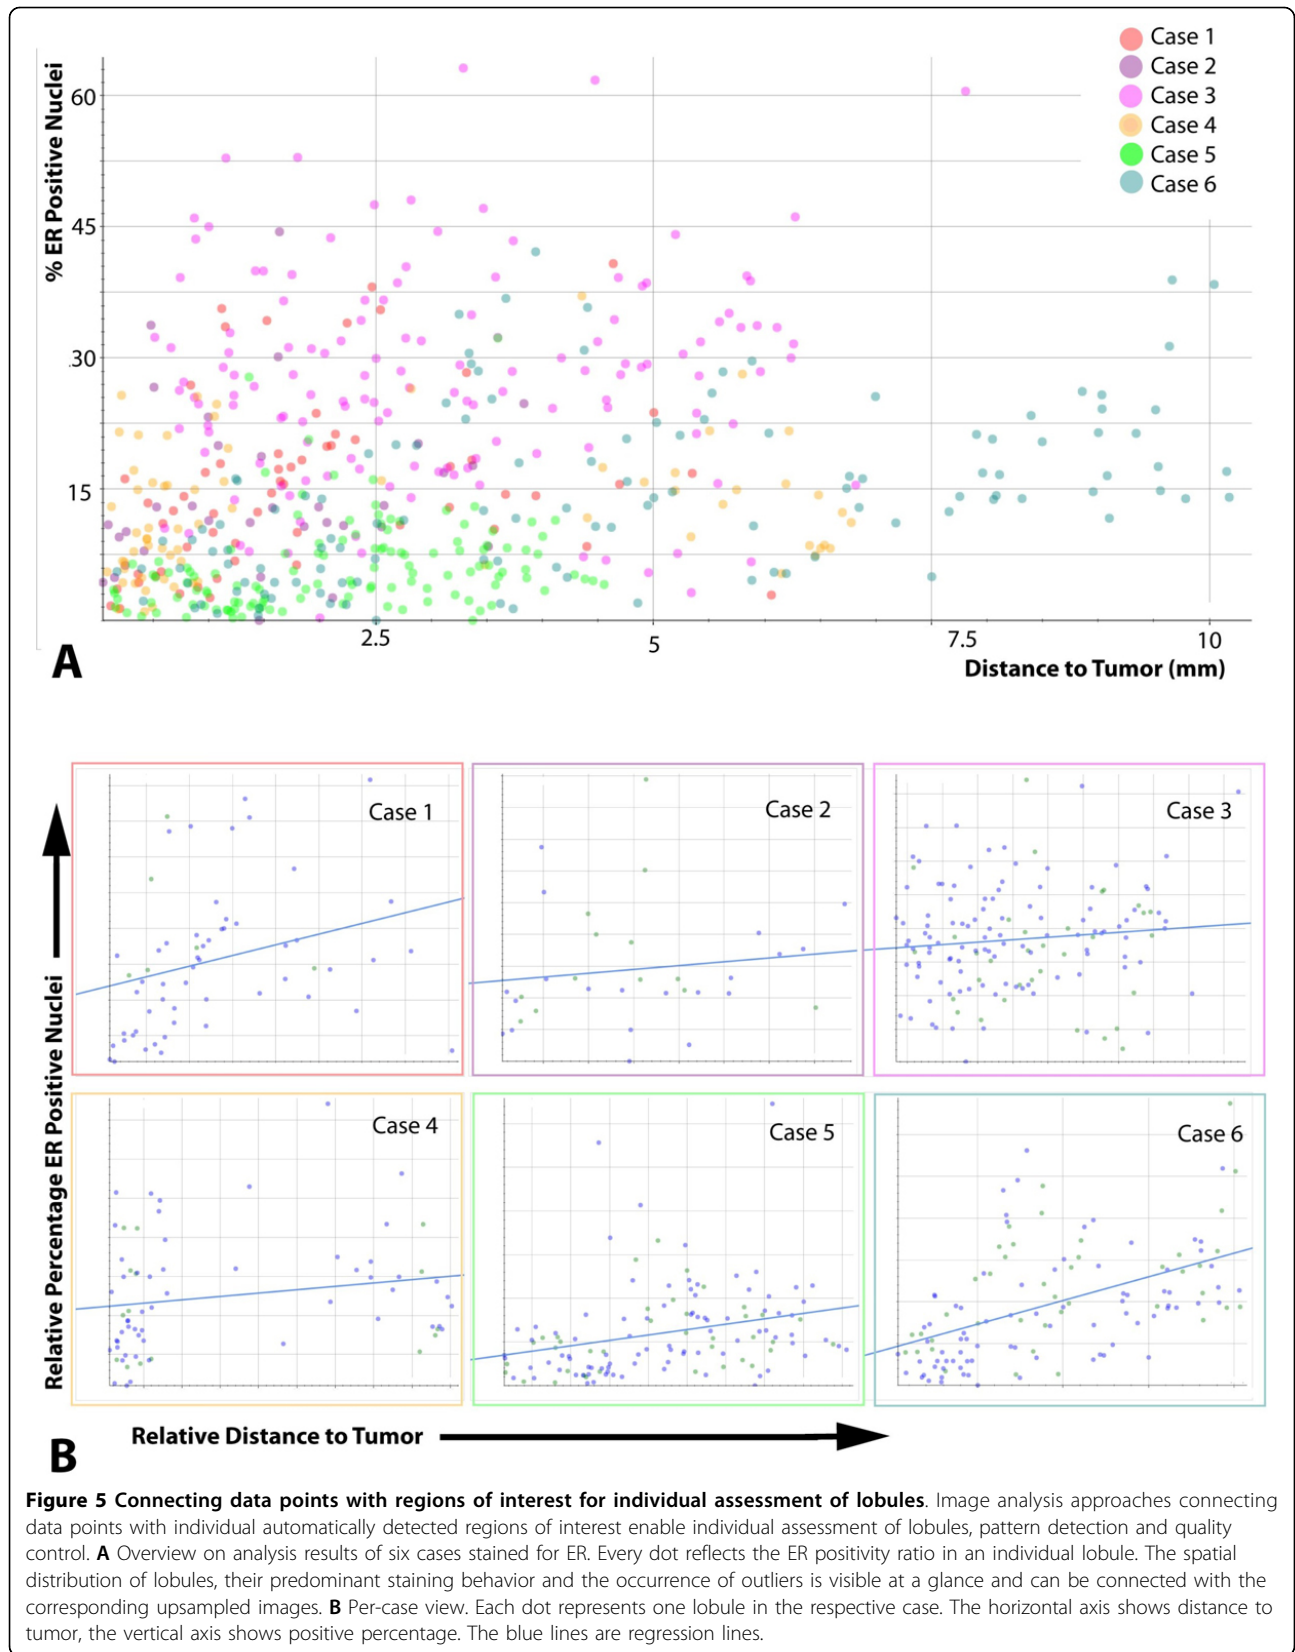 Case 1
Case 2
Case 3
Case 4
Case 5
Case 6
% ER Positive Nuclei
60
45
30
15
2.5
5
7.5
10
Distance to Tumor (mm)
A
Case 1
Case 2
Case 3
Case 4
Case 5
Case 6
Relative Percentage ER Positive Nuclei
Relative Distance to Tumor
B
Figure 5 Connecting data points with regions of interest for individual assessment of lobules. Image analysis approaches connecting
data points with individual automatically detected regions of interest enable individual assessment of lobules, pattern detection and quality
control. A Overview on analysis results of six cases stained for ER. Every dot reflects the ER positivity ratio in an individual lobule. The spatial
distribution of lobules, their predominant staining behavior and the occurrence of outliers is visible at a glance and can be connected with the
corresponding upsampled images. B Per-case view. Each dot represents one lobule in the respective case. The horizontal axis shows distance to
tumor, the vertical axis shows positive percentage. The blue lines are regression lines.